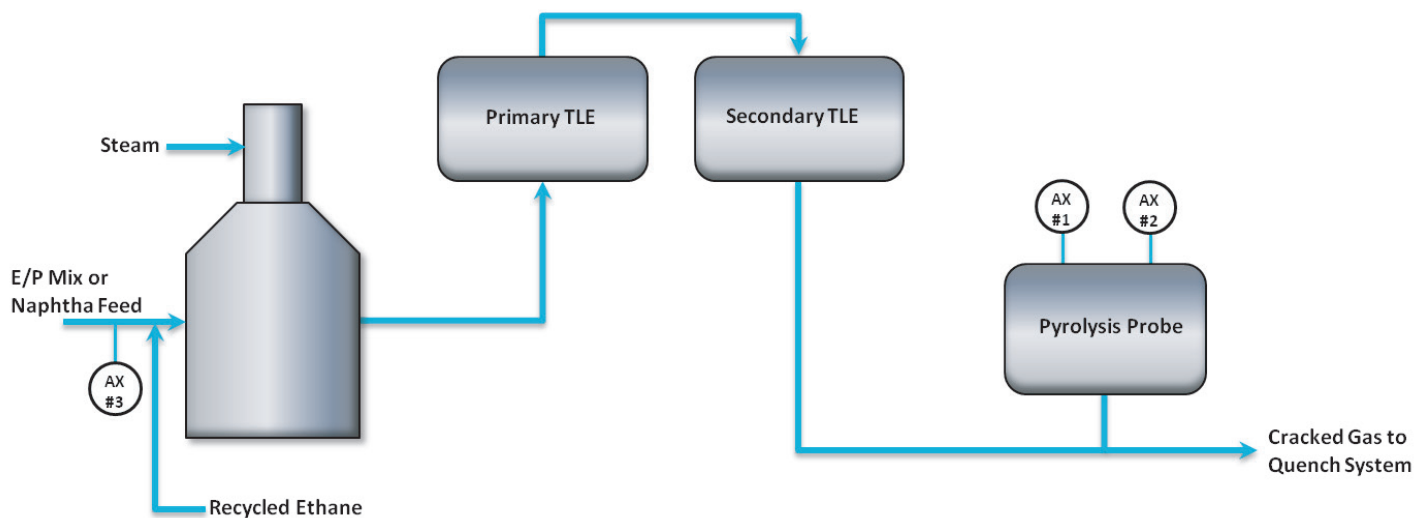 Primary TLE
Secondary TLE
Steam
AX
#1
AX
#2
E/P Mix or
Naphtha Feed
Pyrolysis Probe
AX
#3
Cracked Gas to
Quench System
Recycled Ethane